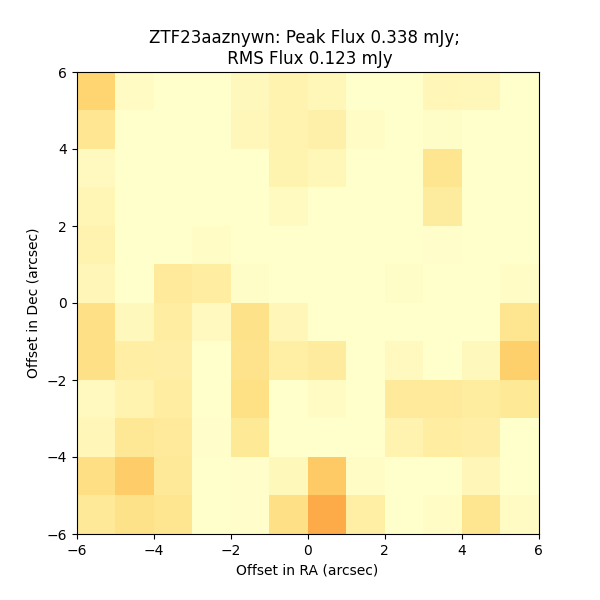 ZTF23aaznywn: Peak Flux 0.338 mJy;
RMS Flux 0.123 mJy
6
4
2
0
−2
−4
−6
Offset in Dec (arcsec)
−6 −4 −2 0 2 4 6
Offset in RA (arcsec)